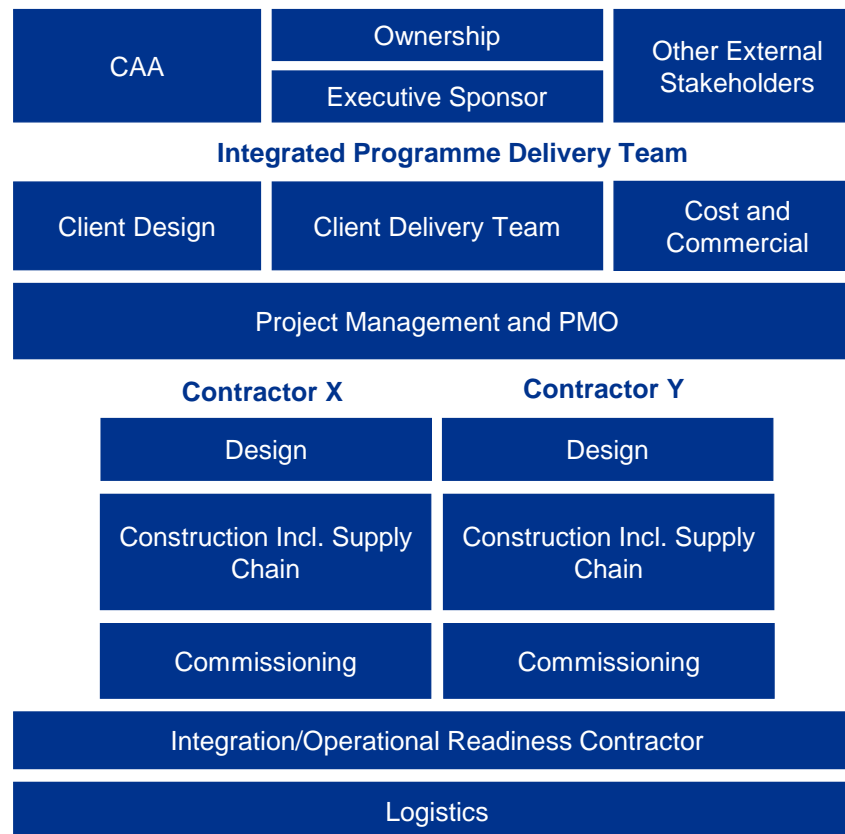 CAA
Ownership
Executive Sponsor
Other External
Stakeholders
Integrated Programme Delivery Team
Client Design
Client Delivery Team
Cost and
Commercial
Project Management and PMO
Contractor X
Contractor Y
Design
Design
Construction Incl. Supply
Chain
Construction Incl. Supply
Chain
Commissioning
Commissioning
Integration/Operational Readiness Contractor
Logistics